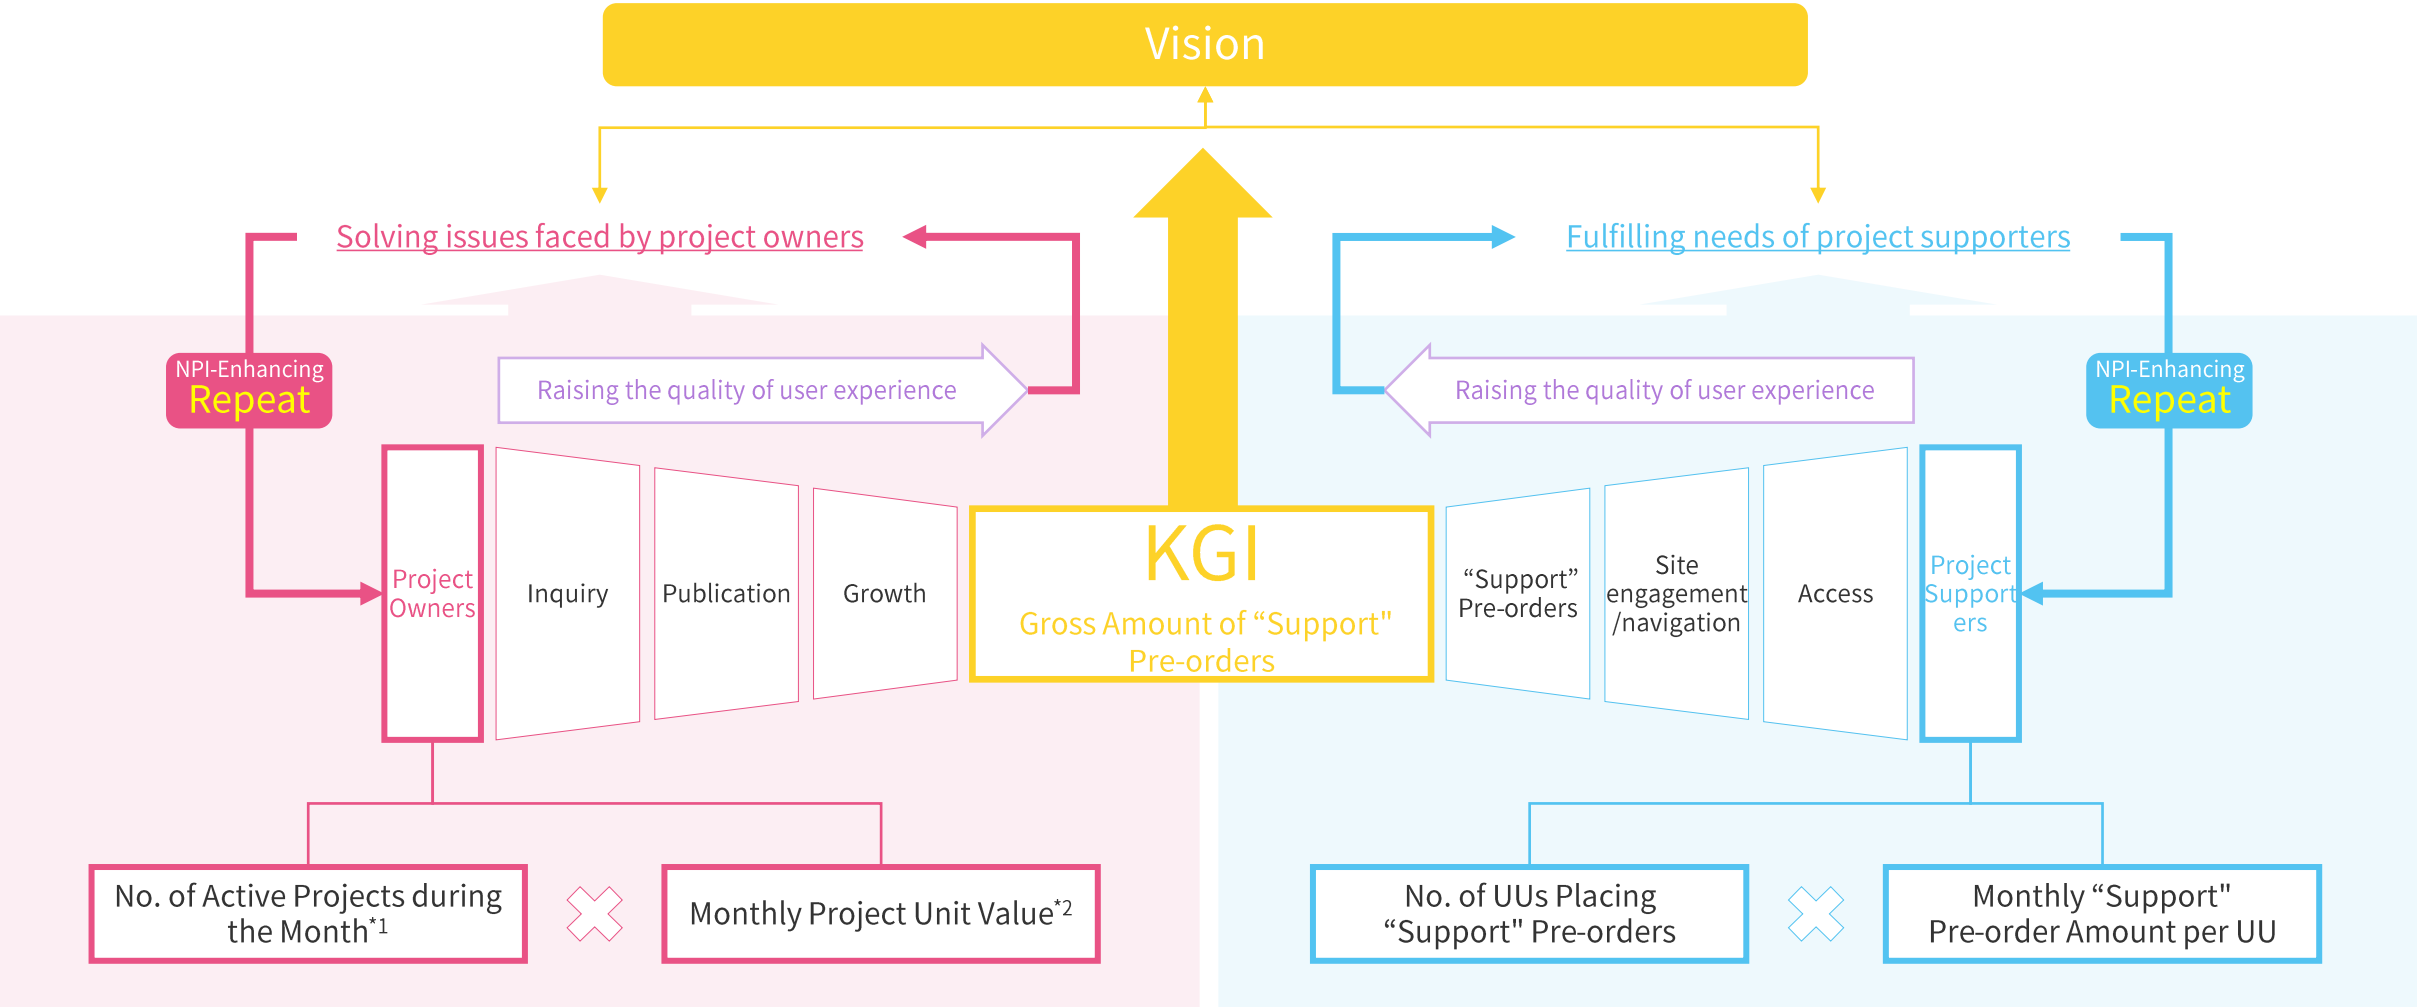 Vision
Solving issues faced by project owners
Fulfilling needs of project supporters
NPI-Enhancing
Repeat
Raising the quality of user experience
Raising the quality of user experience
NPI-Enhancing
Repeat
Project
Owners
Inquiry
Publication
Growth
KGI
Gross Amount of “Support"
Pre-orders
“Support”
Pre-orders
Site
engagement
/navigation
Access
Project
Support
ers
No. of Active Projects during
the Month*1
Monthly Project Unit Value*2
No. of UUs Placing
“Support" Pre-orders
Monthly “Support"
Pre-order Amount per UU